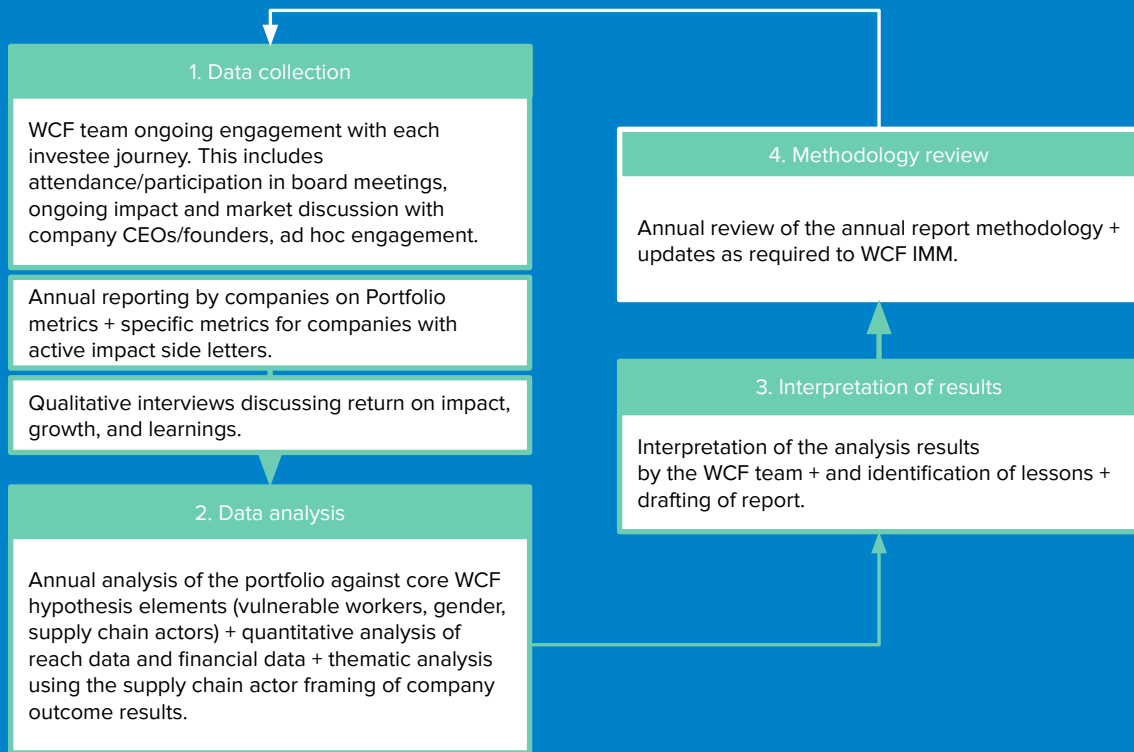 1. Data collection
WCF team ongoing engagement with each
investee journey. This includes
attendance/participation in board meetings,
ongoing impact and market discussion with
company CEOs/founders, ad hoc engagement.
Annual reporting by companies on Portfolio
metrics + specific metrics for companies with
active impact side letters.
Qualitative interviews discussing return on impact,
growth, and learnings.
2. Data analysis
Annual analysis of the portfolio against core WCF
hypothesis elements (vulnerable workers, gender,
supply chain actors) + quantitative analysis of
reach data and financial data + thematic analysis
using the supply chain actor framing of company
outcome results.
3. Interpretation of results
Interpretation of the analysis results
by the WCF team + and identification of lessons +
drafting of report.
4. Methodology review
Annual review of the annual report methodology +
updates as required to WCF IMM.